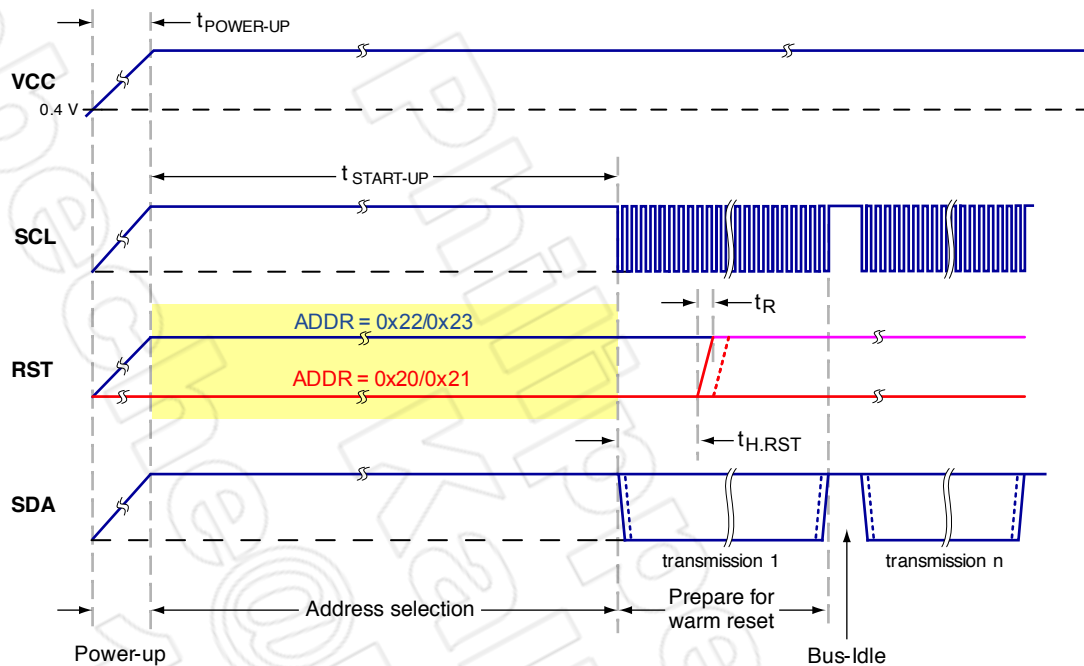 tPOWER-UP
VCC
0.4 V
tSTART-UP
SCL
tR
ADDR = 0x22/0x23
RST
ADDR = 0x20/0x21
tH.RST
SDA
transmission 1
transmission n
Address selection
Prepare for
warm reset
Power-up
Bus-Idle